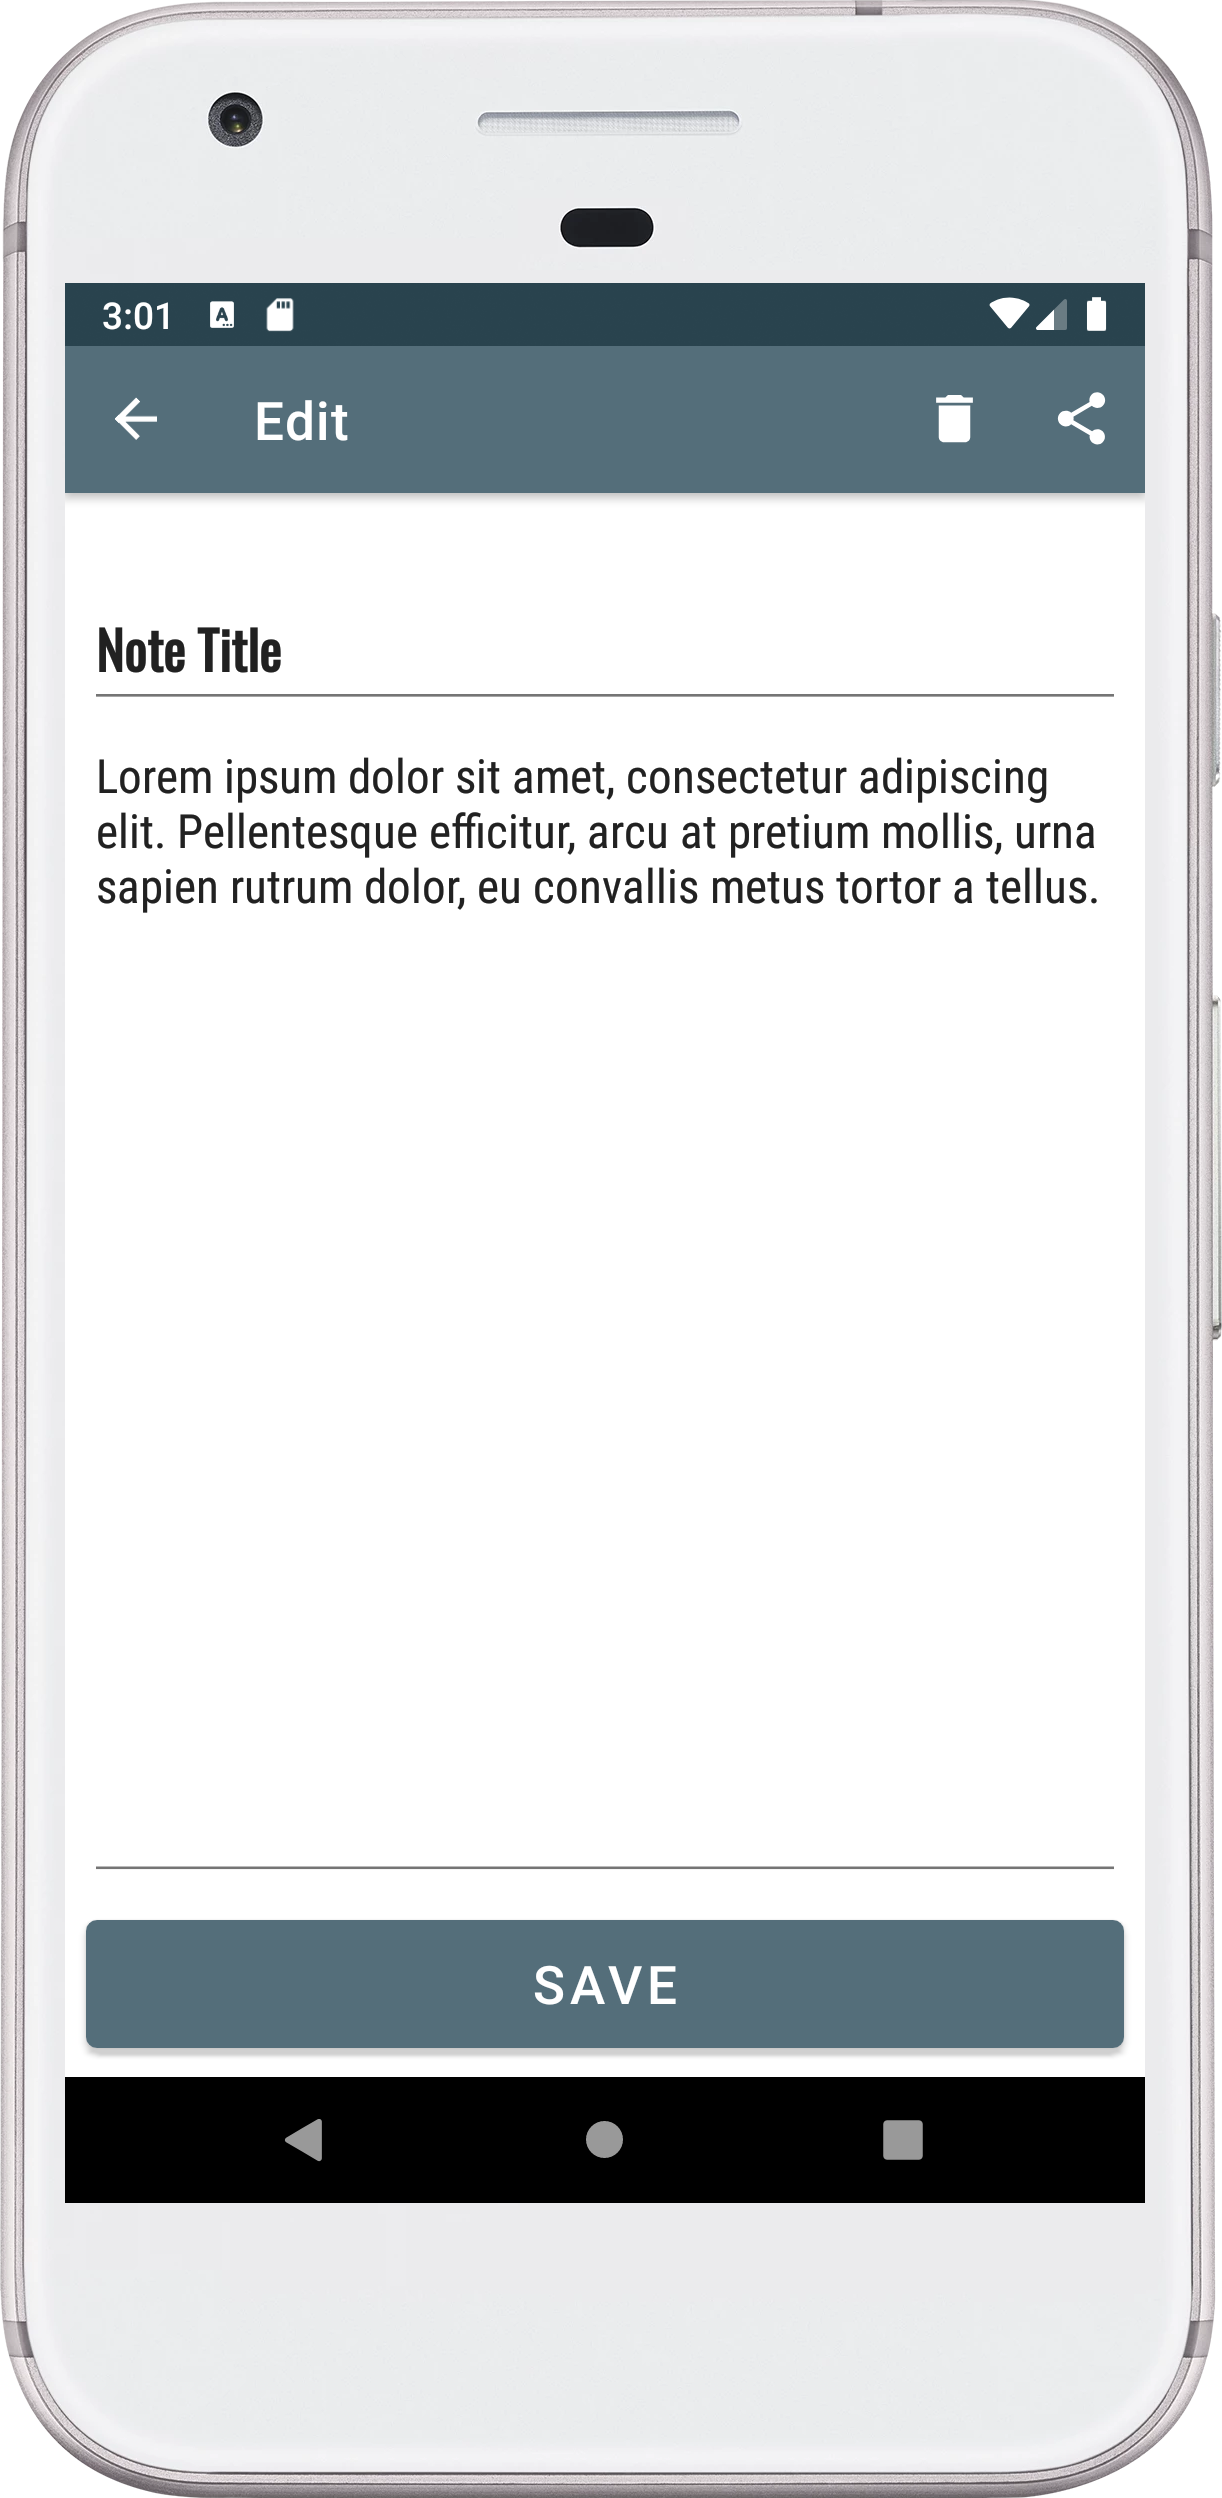 3:01
Edit
Note Title
Lorem ipsum dolor sit amet, consectetur adipiscing
elit. Pellentesque efficitur, arcu at pretium mollis, urna
sapien rutrum dolor, eu convallis metus tortor a tellus.
SAVE